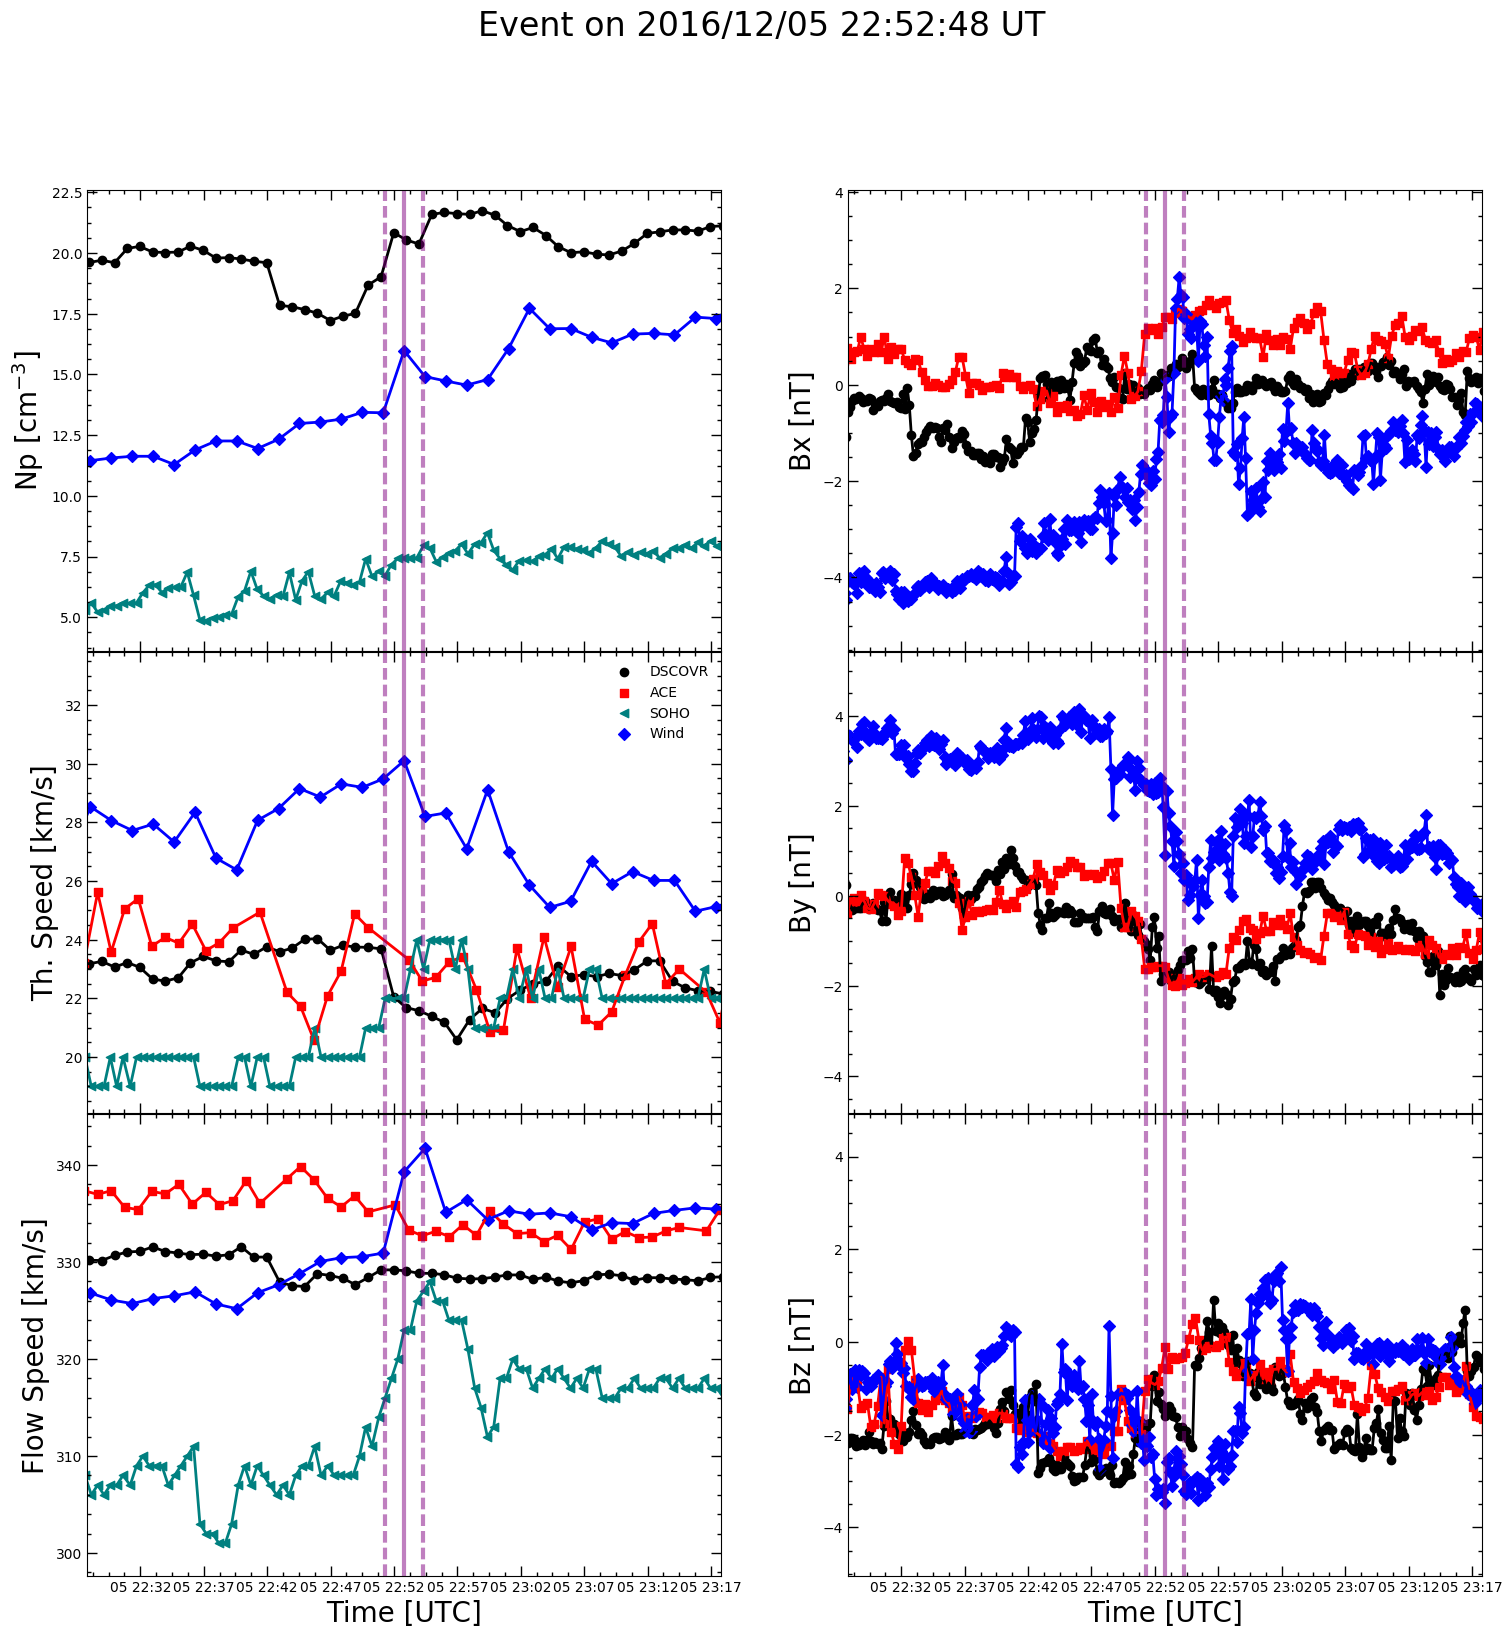 Event on 2016/12/05 22:52:48 UT
Np [cm⁻³]
22.5
20.0
17.5
15.0
12.5
10.0
7.5
5.0
Th. Speed [km/s]
32
30
28
26
24
22
20
DSCOVR
ACE
SOHO
Wind
Flow Speed [km/s]
340
330
320
310
300
05 22:32 05 22:37 05 22:42 05 22:47 05 22:52 05 22:57 05 23:02 05 23:07 05 23:12 05 23:17
Time [UTC]
Bx [nT]
4
2
0
−2
−4
By [nT]
4
2
0
−2
−4
Bz [nT]
4
2
0
−2
−4
05 22:32 05 22:37 05 22:42 05 22:47 05 22:52 05 22:57 05 23:02 05 23:07 05 23:12 05 23:17
Time [UTC]